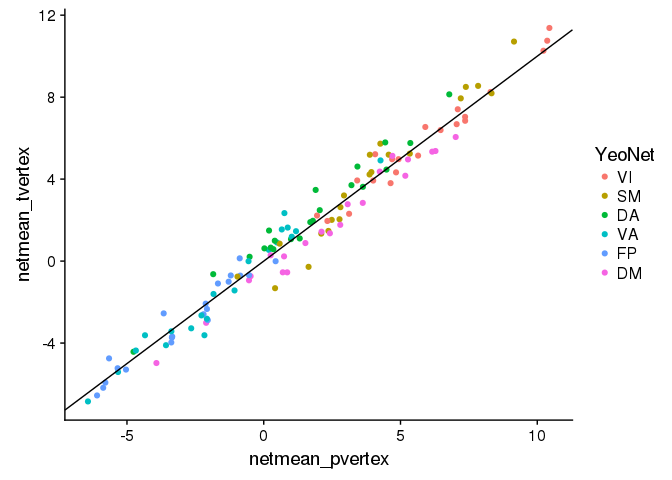 12
8
4
0
-4
-5
0
5
10
netmean_tvertex
netmean_pvertex
YeoNet
VI
SM
DA
VA
FP
DM